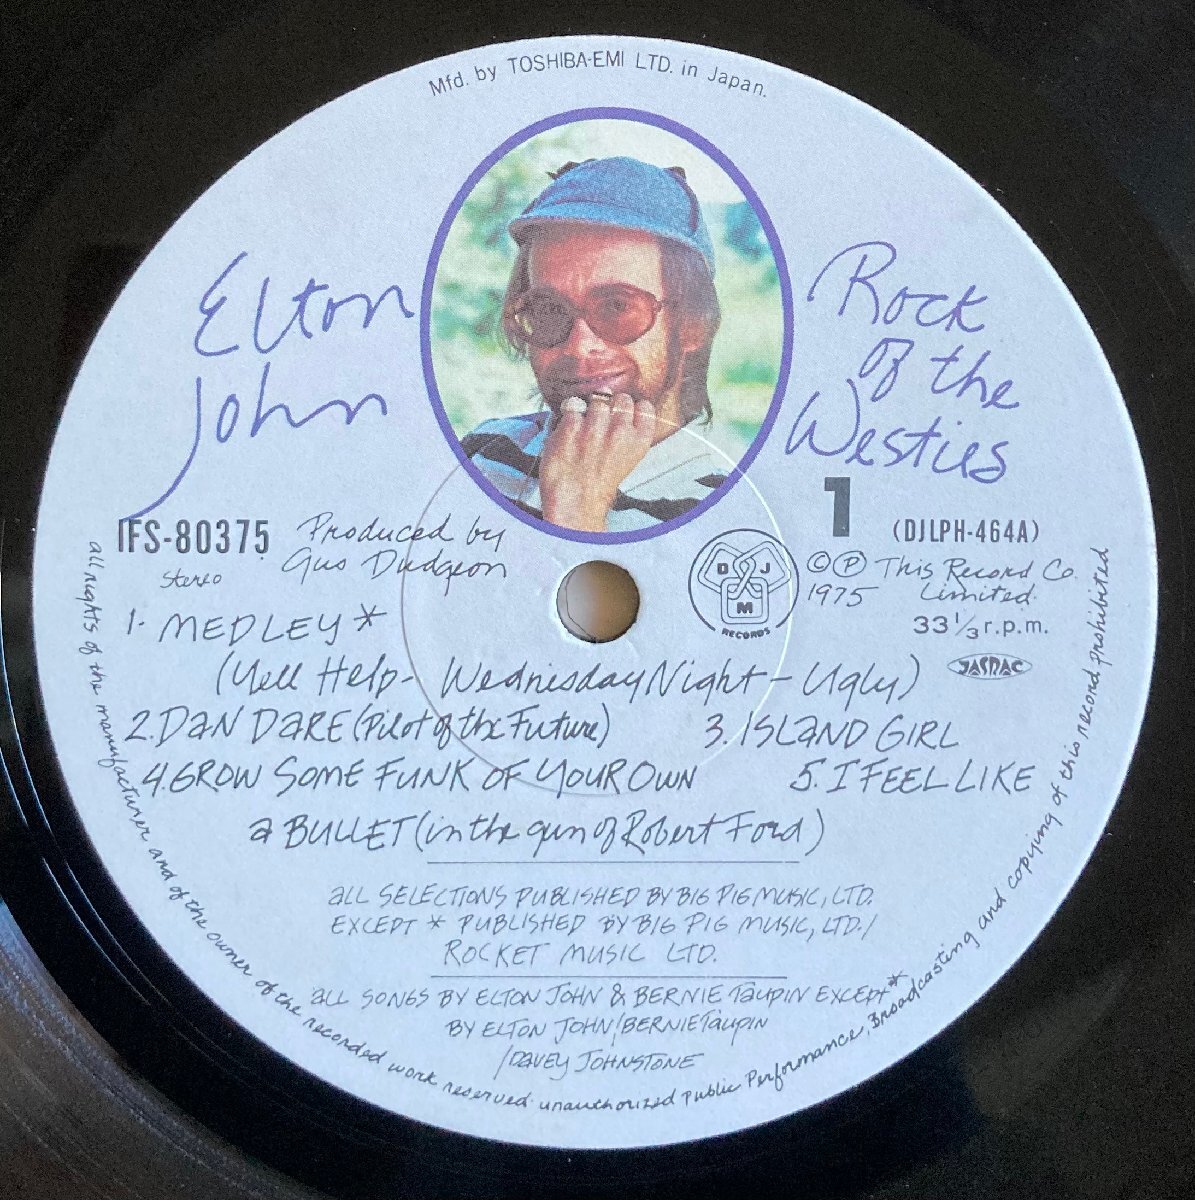 Mfd. by TOSHIBA-EMI LTD. in Japan.
Elton
John
Rock
of the
Westies
IFS-80375
Stereo
Produced by
Gus Dudgeon
1
(DJLPH-464A)
D J
M
RECORDS
©℗ This Record Co.
1975 Limited.
33 1/3 r.p.m.
JASRAC
1. MEDLEY *
(Yell Help - Wednesday Night - Ugly)
2. DAN DARE (Pilot of the Future) 3. ISLAND GIRL
4. GROW SOME FUNK OF YOUR OWN 5. I FEEL LIKE
a BULLET (in the gun of Robert Ford)
ALL SELECTIONS PUBLISHED BY BIG PIG MUSIC, LTD.
EXCEPT * PUBLISHED BY BIG PIG MUSIC, LTD./
ROCKET MUSIC LTD.
ALL SONGS BY ELTON JOHN & BERNIE TAUPIN EXCEPT *
BY ELTON JOHN/BERNIE TAUPIN
/DAVEY JOHNSTONE
all rights of the manufacturer and of the owner of the recorded work reserved. unauthorized public Performance, Broadcasting and copying of this record prohibited